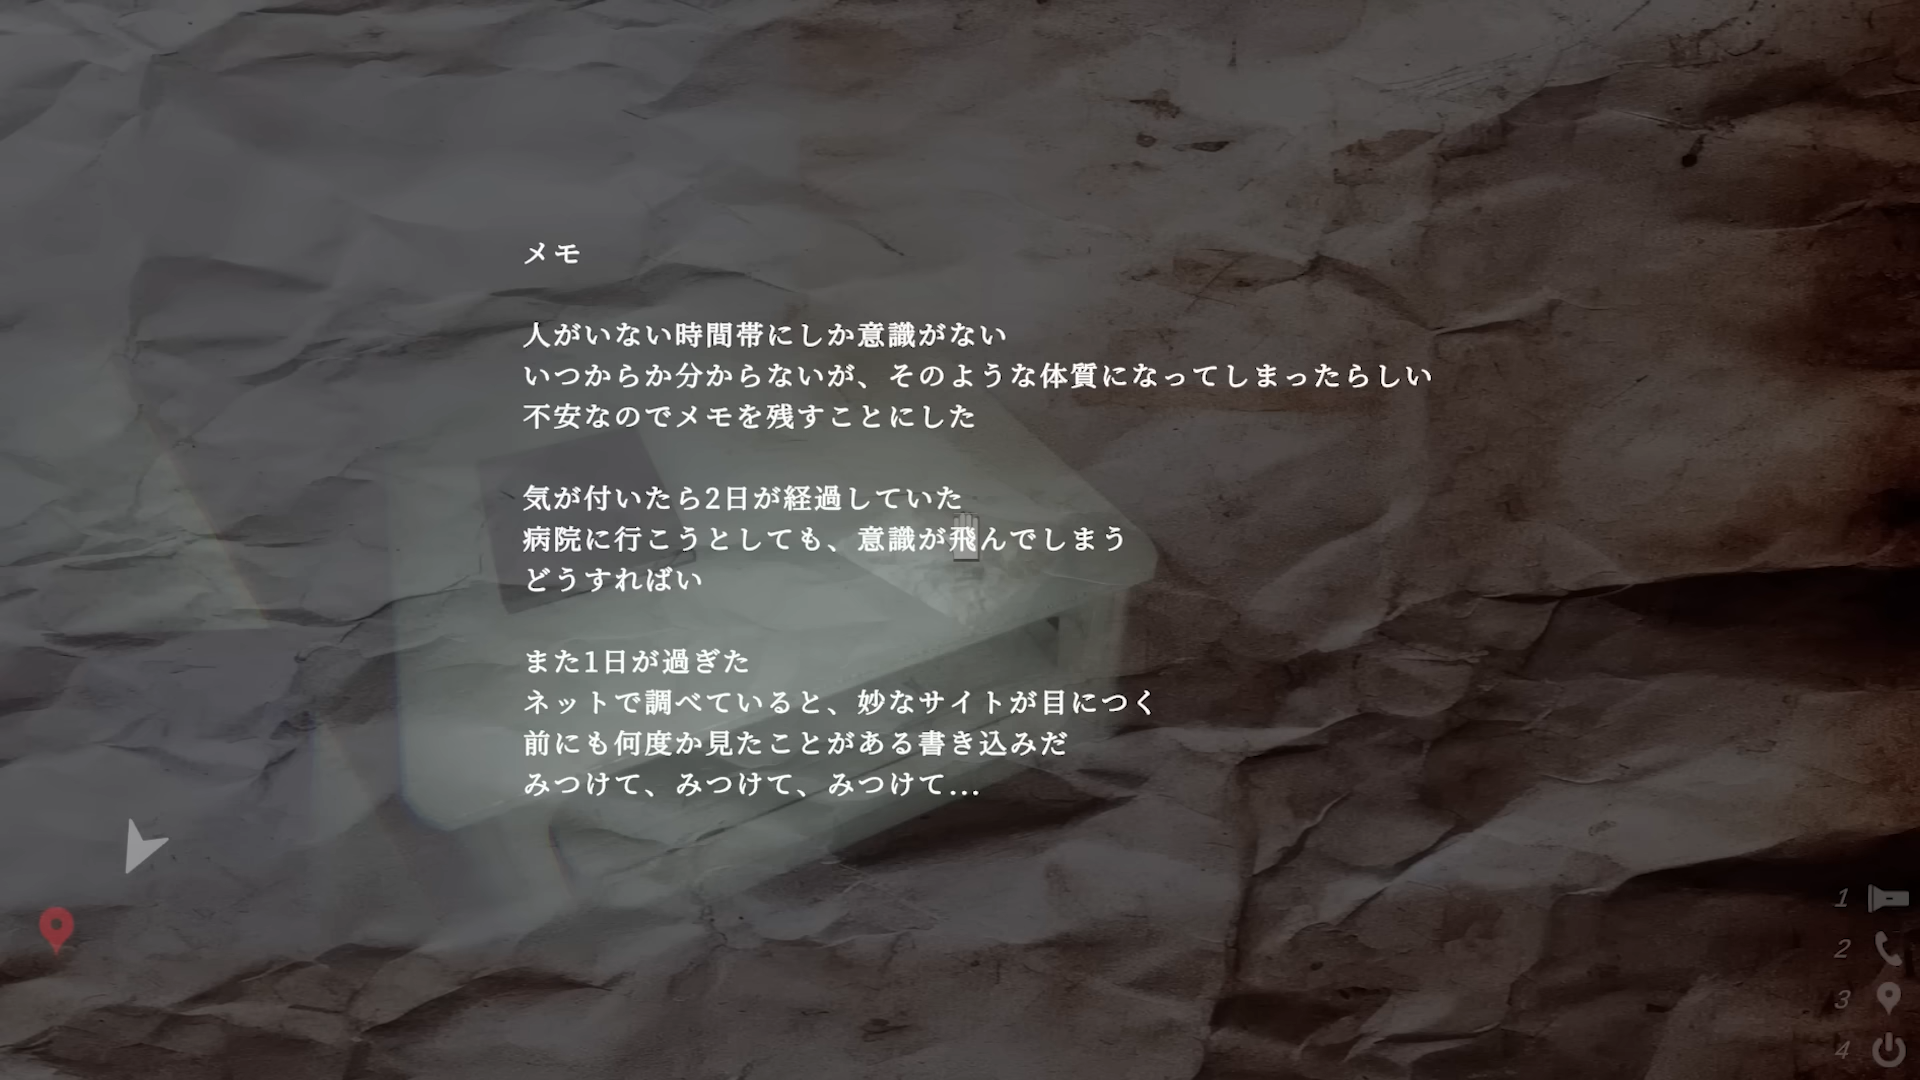 メモ
人がいない時間帯にしか意識がない
いつからか分からないが、そのような体質になってしまったらしい
不安なのでメモを残すことにした
気が付いたら2日が経過していた
病院に行こうとしても、意識が飛んでしまう
どうすればい
また1日が過ぎた
ネットで調べていると、妙なサイトが目につく
前にも何度か見たことがある書き込みだ
みつけて、みつけて、みつけて...
1
2
3
4